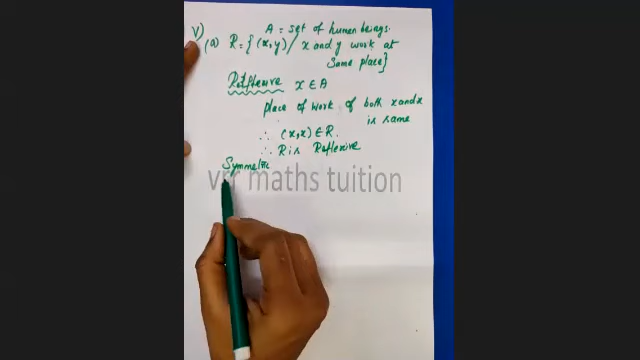 V) A = set of human beings.
(a) R = { (x, y) / x and y work at
same place}
Reflexive x ∈ A
place of work of both x and x
is same
∴ (x, x) ∈ R.
∴ R is Reflexive
Symmetric
maths tuition